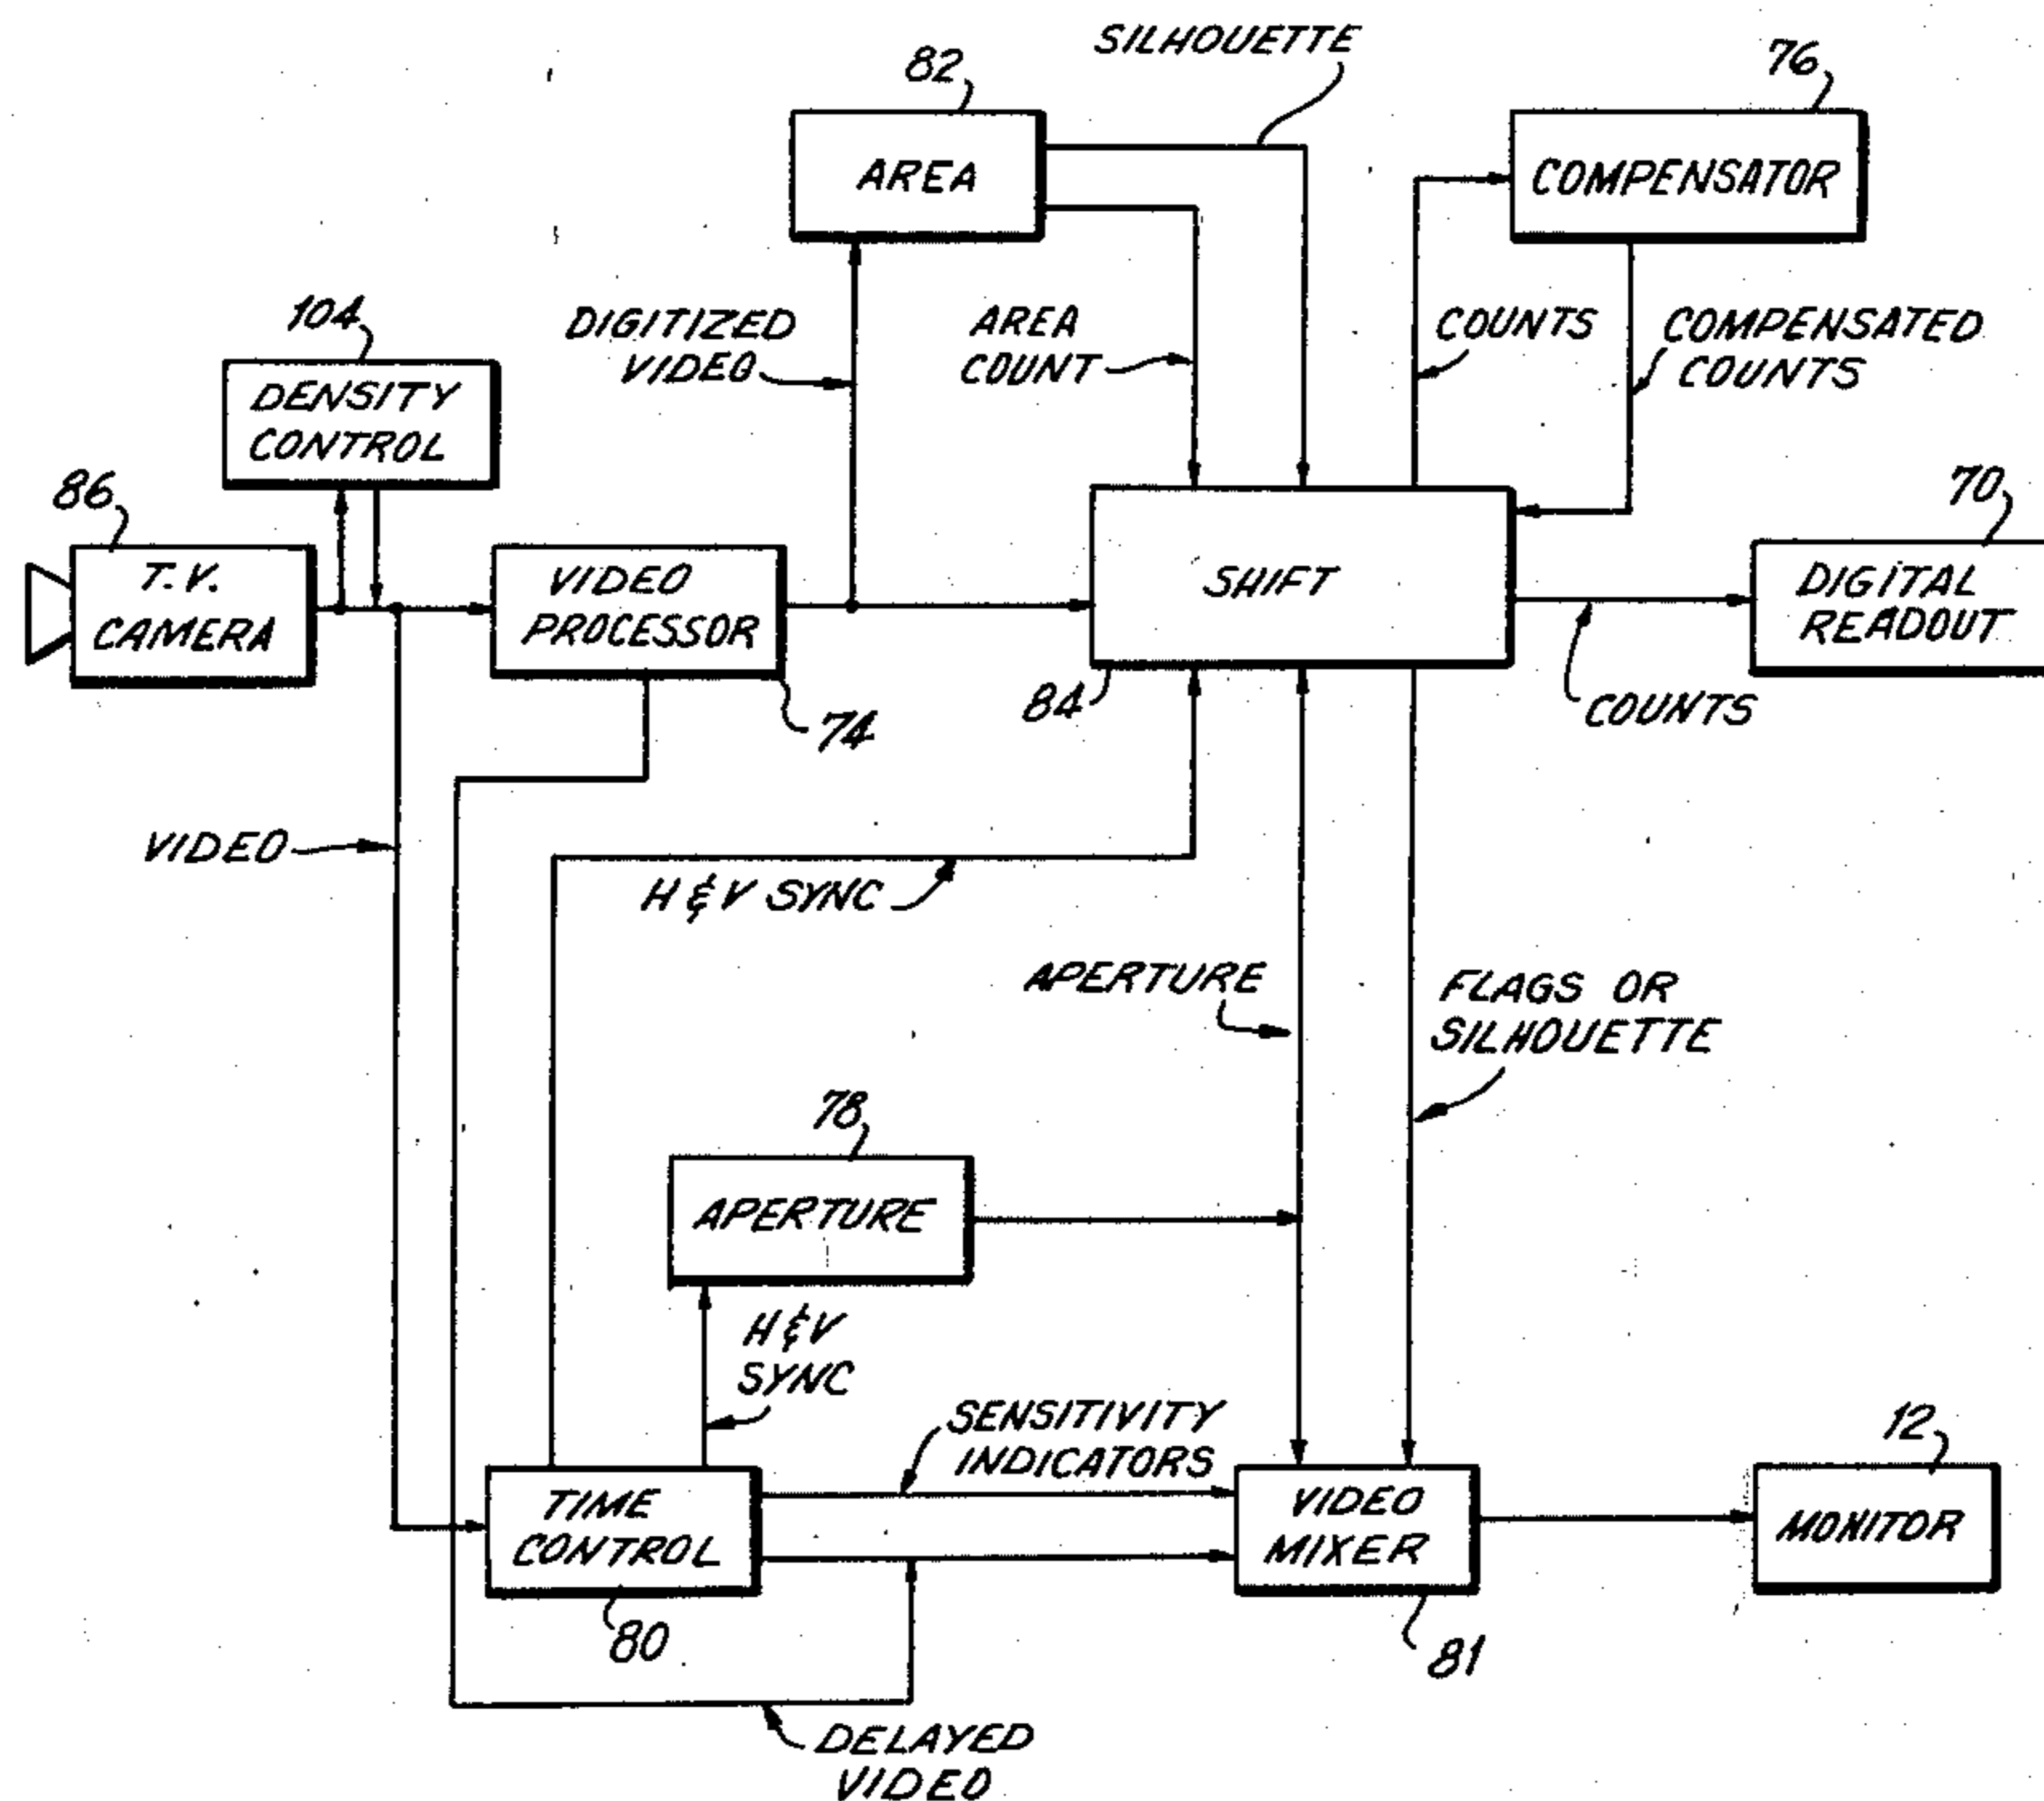 SILHOUETTE
82
76
AREA
COMPENSATOR
104
DIGITIZED
VIDEO
AREA
COUNT
COUNTS
COMPENSATED
COUNTS
DENSITY
CONTROL
86
70
T.V.
CAMERA
VIDEO
PROCESSOR
SHIFT
DIGITAL
READOUT
84
74
COUNTS
VIDEO
H & V SYNC
APERTURE
FLAGS OR
SILHOUETTE
78
APERTURE
H & V
SYNC
SENSITIVITY
INDICATORS
12
TIME
CONTROL
VIDEO
MIXER
MONITOR
80
81
DELAYED
VIDEO